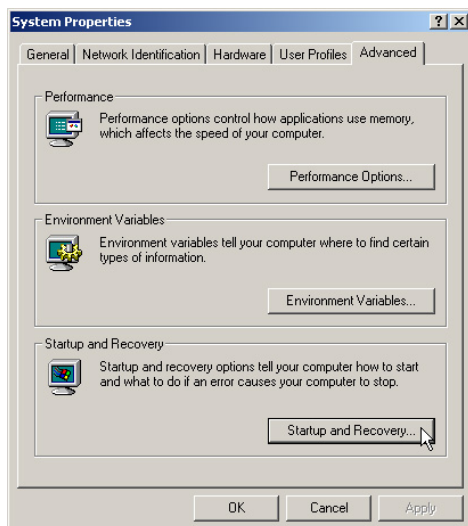 System Properties
General Network Identification Hardware User Profiles Advanced
Performance
Performance options control how applications use memory,
which affects the speed of your computer.
Performance Options...
Environment Variables
Environment variables tell your computer where to find certain
types of information.
Environment Variables...
Startup and Recovery
Startup and recovery options tell your computer how to start
and what to do if an error causes your computer to stop.
Startup and Recovery...
OK Cancel Apply